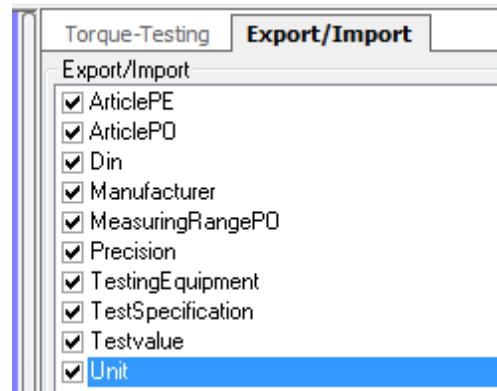 Torque-Testing Export/Import
Export/Import
ArticlePE
ArticlePO
Din
Manufacturer
MeasuringRangePO
Precision
TestingEquipment
TestSpecification
Testvalue
Unit